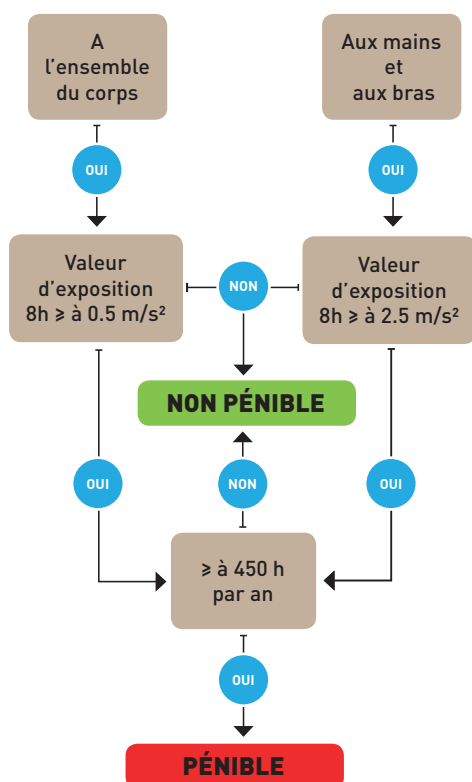 A
l'ensemble
du corps
Aux mains
et
aux bras
OUI
OUI
Valeur
d'exposition
8h ⩾ à 0.5 m/s²
NON
Valeur
d'exposition
8h ⩾ à 2.5 m/s²
NON PÉNIBLE
OUI
NON
OUI
⩾ à 450 h
par an
OUI
PÉNIBLE